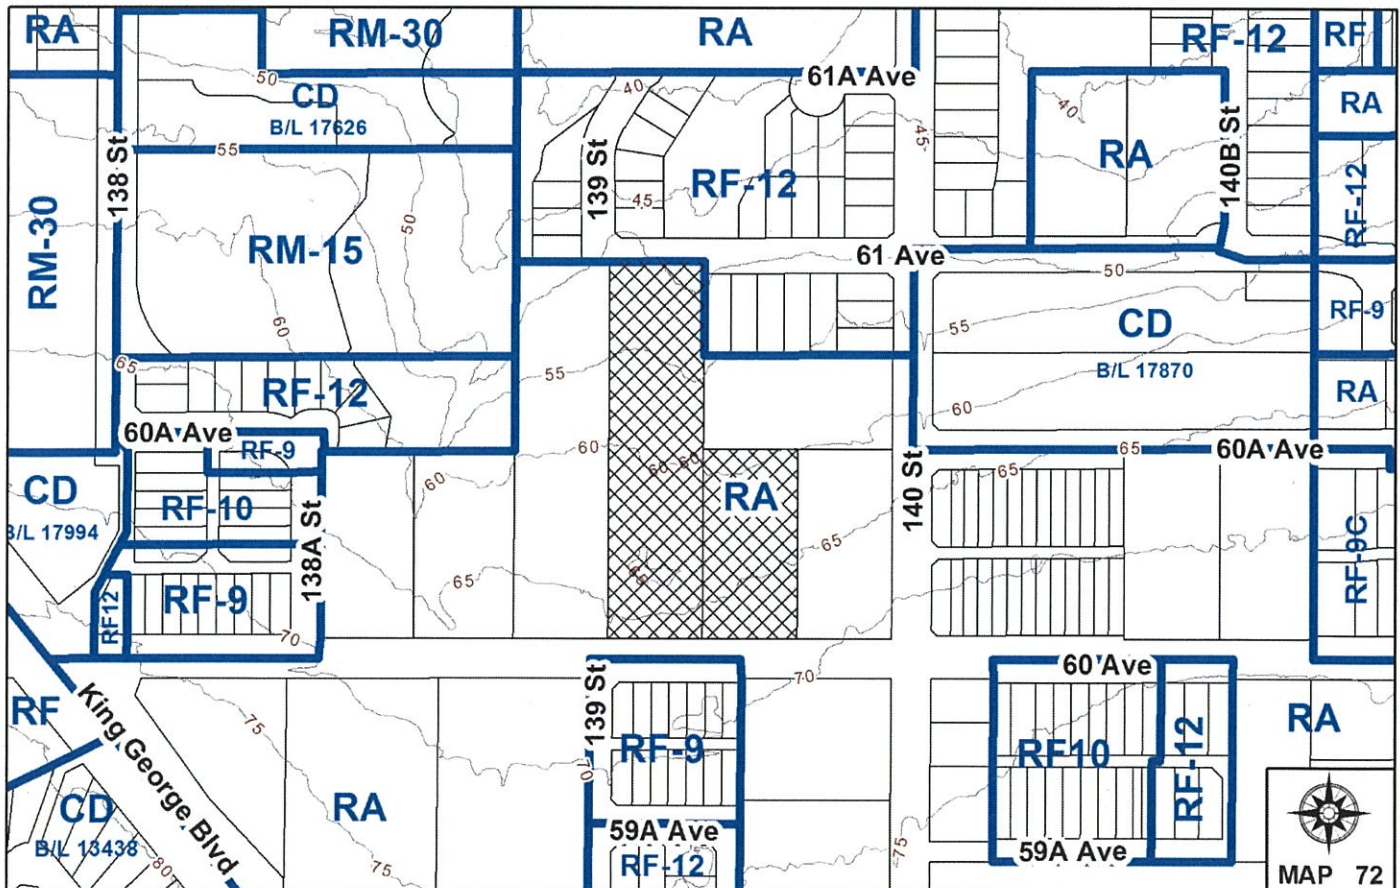 RA
RM-30
RA
RF-12
RF
61A Ave
50
CD
B/L 17626
40
40
RA
RA
55
138 St
139 St
45
RF-12
45
140B St
RF-12
RM-30
50
RM-15
60
61 Ave
50
55
CD
B/L 17870
RF-9
65
RF-12
55
60
RA
60A Ave
RF-9
60
65
60A Ave
CD
B/L 17994
RF-10
60
60
60
RA
140 St
65
RF-9C
RF12
RF-9
138A St
65
65
70
60 Ave
RF
King George Blvd
75
139 St
RF-9
70
70
RF10
RF-12
RA
CD
B/L 13438
80
RA
75
59A Ave
RF-12
75
59A Ave
MAP 72